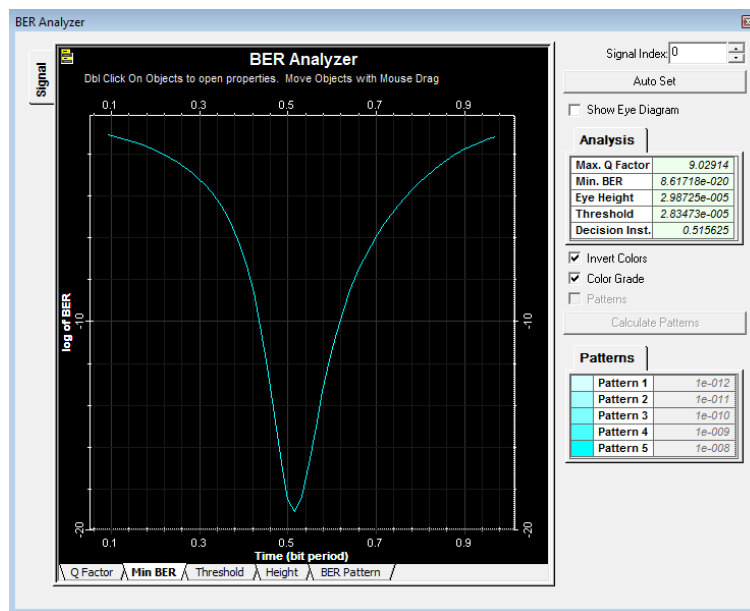 BER Analyzer
Signal
BER Analyzer
Dbl Click On Objects to open properties. Move Objects with Mouse Drag
0.1 0.3 0.5 0.7 0.9
log of BER
-10 -10
-20 -20
0.1 0.3 0.5 0.7 0.9
Time (bit period)
Q Factor Min BER Threshold Height BER Pattern
Signal Index: 0
Auto Set
Show Eye Diagram
Analysis
Max. Q Factor 9.02914
Min. BER 8.61718e-020
Eye Height 2.98725e-005
Threshold 2.83473e-005
Decision Inst. 0.515625
Invert Colors
Color Grade
Patterns
Calculate Patterns
Patterns
Pattern 1 1e-012
Pattern 2 1e-011
Pattern 3 1e-010
Pattern 4 1e-009
Pattern 5 1e-008